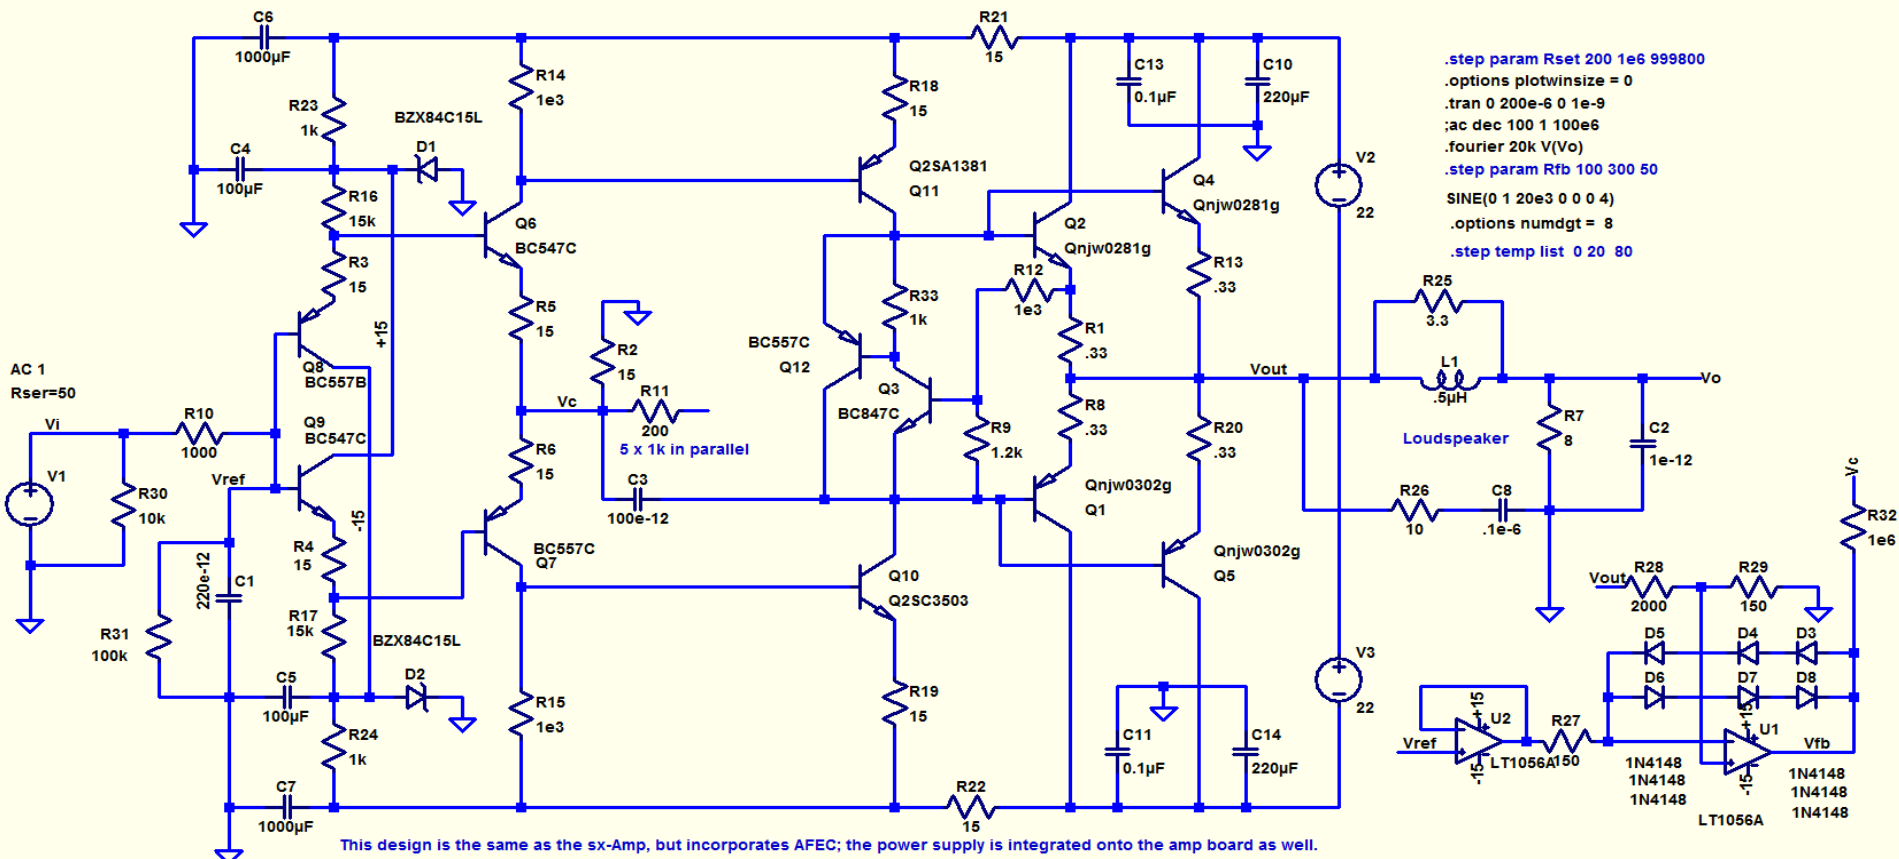 C6
1000µF
R21
15
R14
1e3
R18
15
C13
0.1µF
C10
220µF
.step param Rset 200 1e6 999800
.options plotwinsize = 0
.tran 0 200e-6 0 1e-9
;ac dec 100 1 100e6
.fourier 20k V(Vo)
.step param Rfb 100 300 50
SINE(0 1 20e3 0 0 0 4)
.options numdgt = 8
.step temp list 0 20 80
R23
1k
BZX84C15L
D1
C4
100µF
R16
15k
Q2SA1381
Q11
Q4
Qnjw0281g
V2
22
Q6
BC547C
Q2
Qnjw0281g
R3
15
R12
1e3
R13
.33
R5
15
R33
1k
+15
R2
15
BC557C
Q12
R1
.33
R25
3.3
AC 1
Rser=50
Q8
BC557B
Vc
R11
200
5 x 1k in parallel
Q3
BC847C
Vout
L1
.5µH
Vo
Vi
R10
1000
Q9
BC547C
R6
15
R9
1.2k
R8
.33
R20
.33
Loudspeaker
R7
8
C2
1e-12
V1
R30
10k
Vref
-15
C3
100e-12
Qnjw0302g
Q1
R26
10
C8
.1e-6
Vc
R32
1e6
R4
15
BC557C
Q7
Q10
Q2SC3503
Qnjw0302g
Q5
220e-12
C1
R31
100k
R17
15k
BZX84C15L
D2
Vout
R28
2000
R29
150
D5
D4
D3
D6
D7
D8
C5
100µF
R24
1k
R15
1e3
R19
15
V3
22
C11
0.1µF
C14
220µF
Vref
+15
-15
U2
LT1056A
R27
150
+15
-15
U1
Vfb
1N4148
1N4148
1N4148
1N4148
1N4148
1N4148
LT1056A
C7
1000µF
R22
15
This design is the same as the sx-Amp, but incorporates AFEC; the power supply is integrated onto the amp board as well.